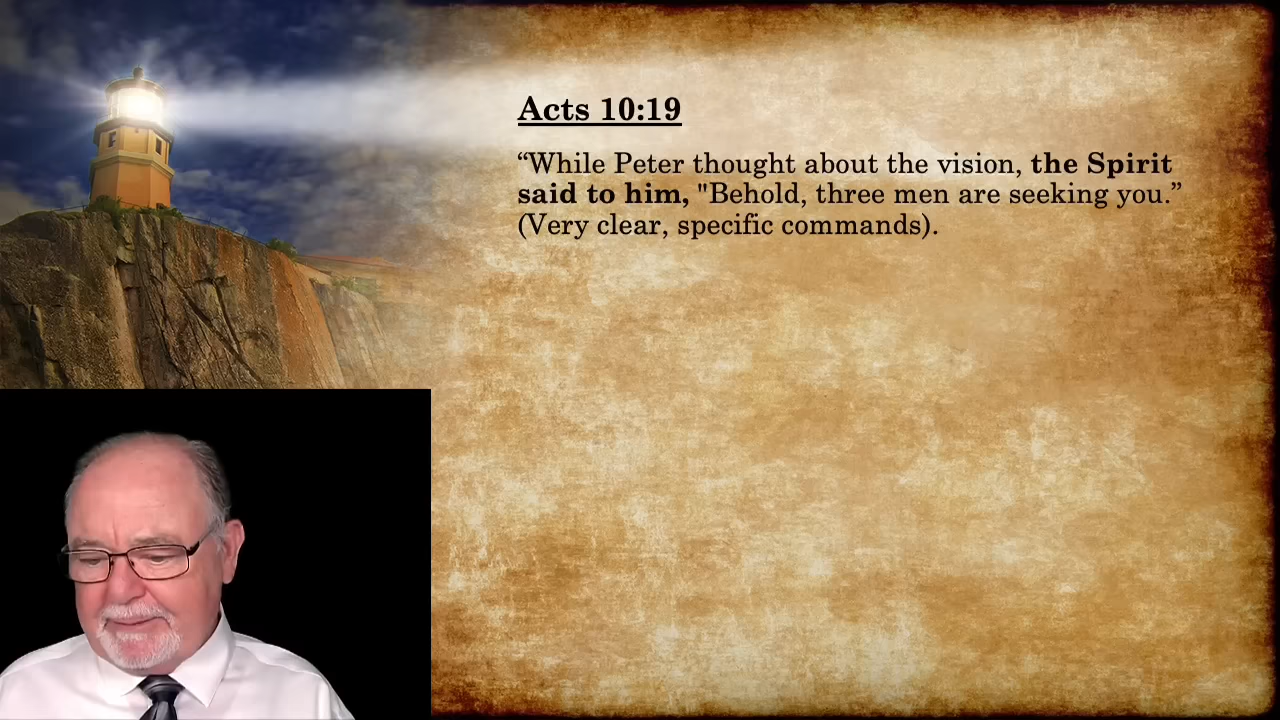 Acts 10:19
“While Peter thought about the vision, the Spirit
said to him, "Behold, three men are seeking you.”
(Very clear, specific commands).